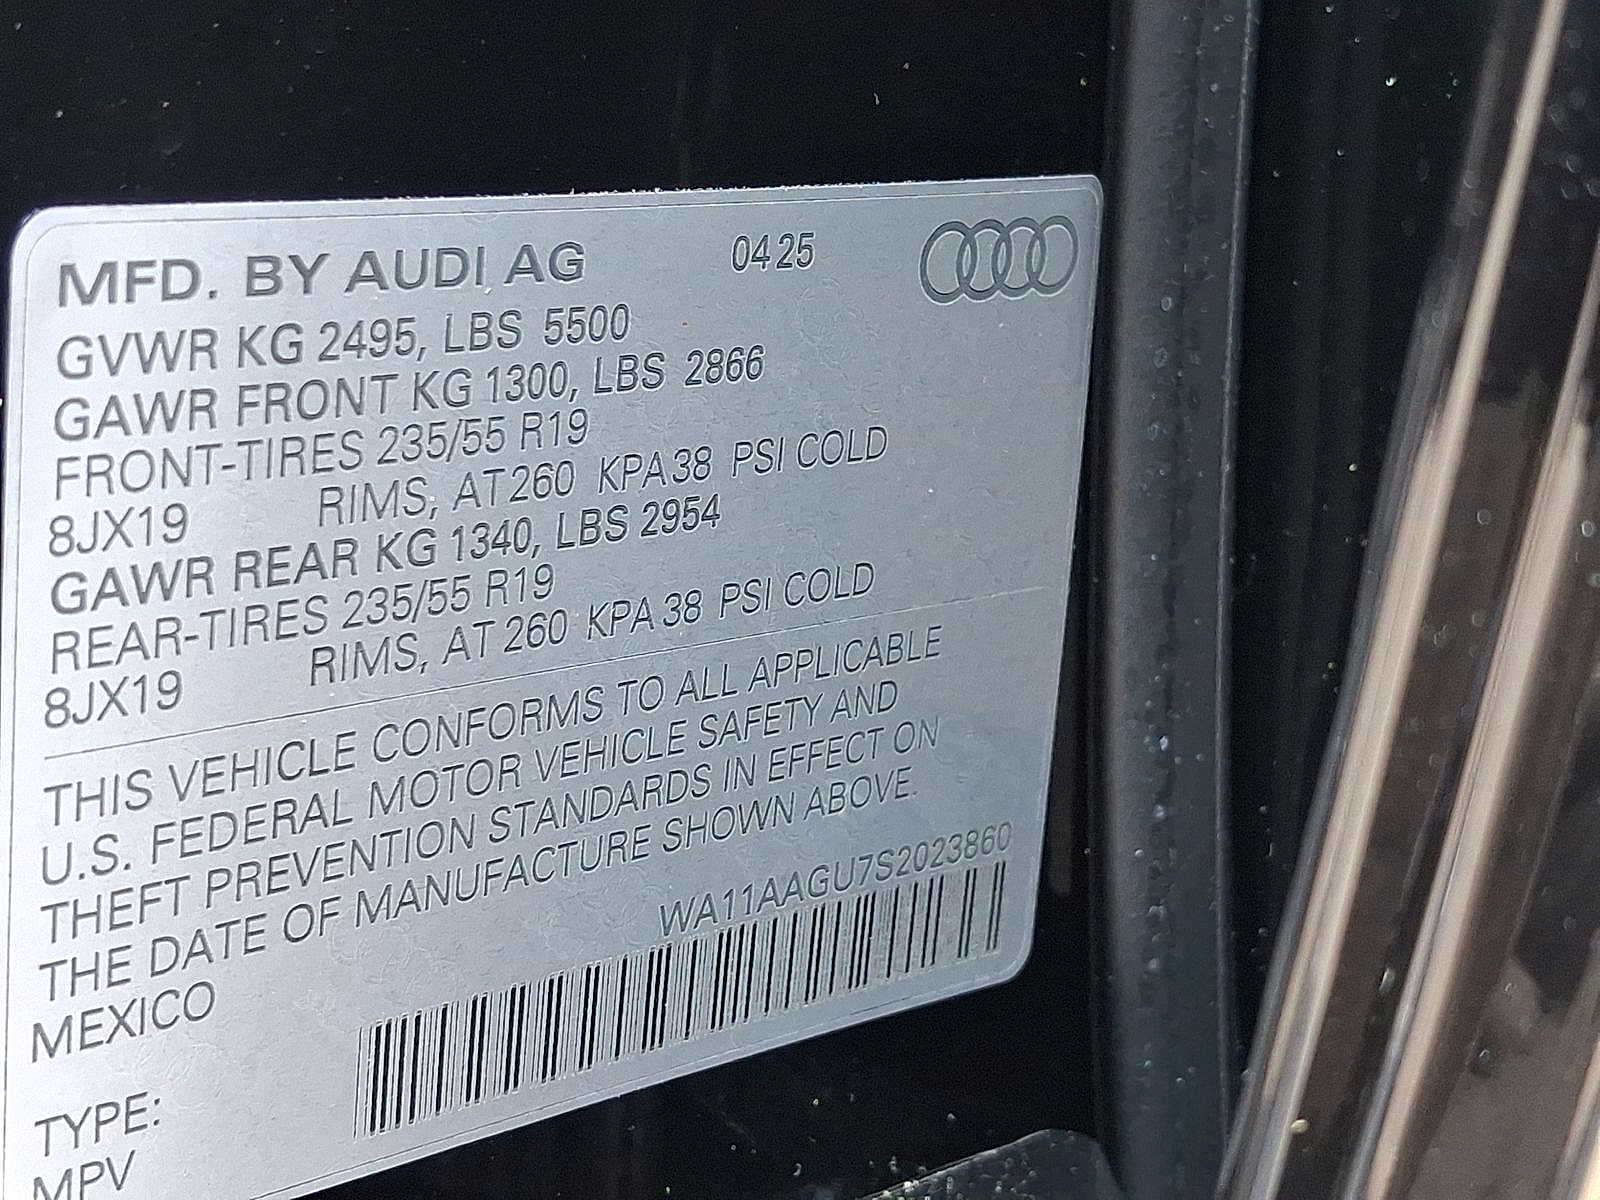 MFD. BY AUDI AG 04 25
GVWR KG 2495, LBS 5500
GAWR FRONT KG 1300, LBS 2866
FRONT-TIRES 235/55 R19
8JX19 RIMS, AT 260 KPA 38 PSI COLD
GAWR REAR KG 1340, LBS 2954
REAR-TIRES 235/55 R19
8JX19 RIMS, AT 260 KPA 38 PSI COLD
THIS VEHICLE CONFORMS TO ALL APPLICABLE
U.S. FEDERAL MOTOR VEHICLE SAFETY AND
THEFT PREVENTION STANDARDS IN EFFECT ON
THE DATE OF MANUFACTURE SHOWN ABOVE.
MEXICO WA11AAGU7S2023860
TYPE:
MPV